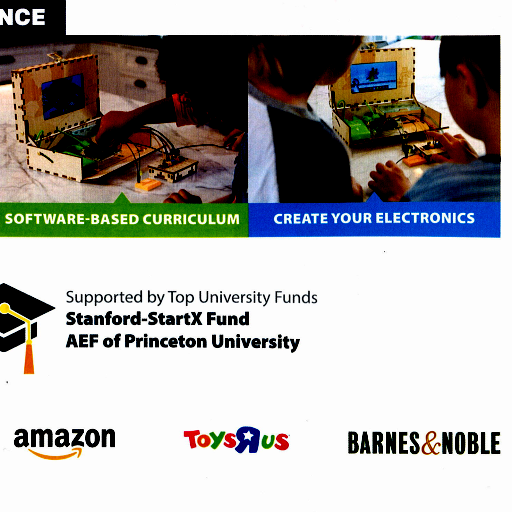 NCE
SOFTWARE-BASED CURRICULUM
CREATE YOUR ELECTRONICS
Supported by Top University Funds
Stanford-StartX Fund
AEF of Princeton University
amazon
ToysRus
BARNES&NOBLE